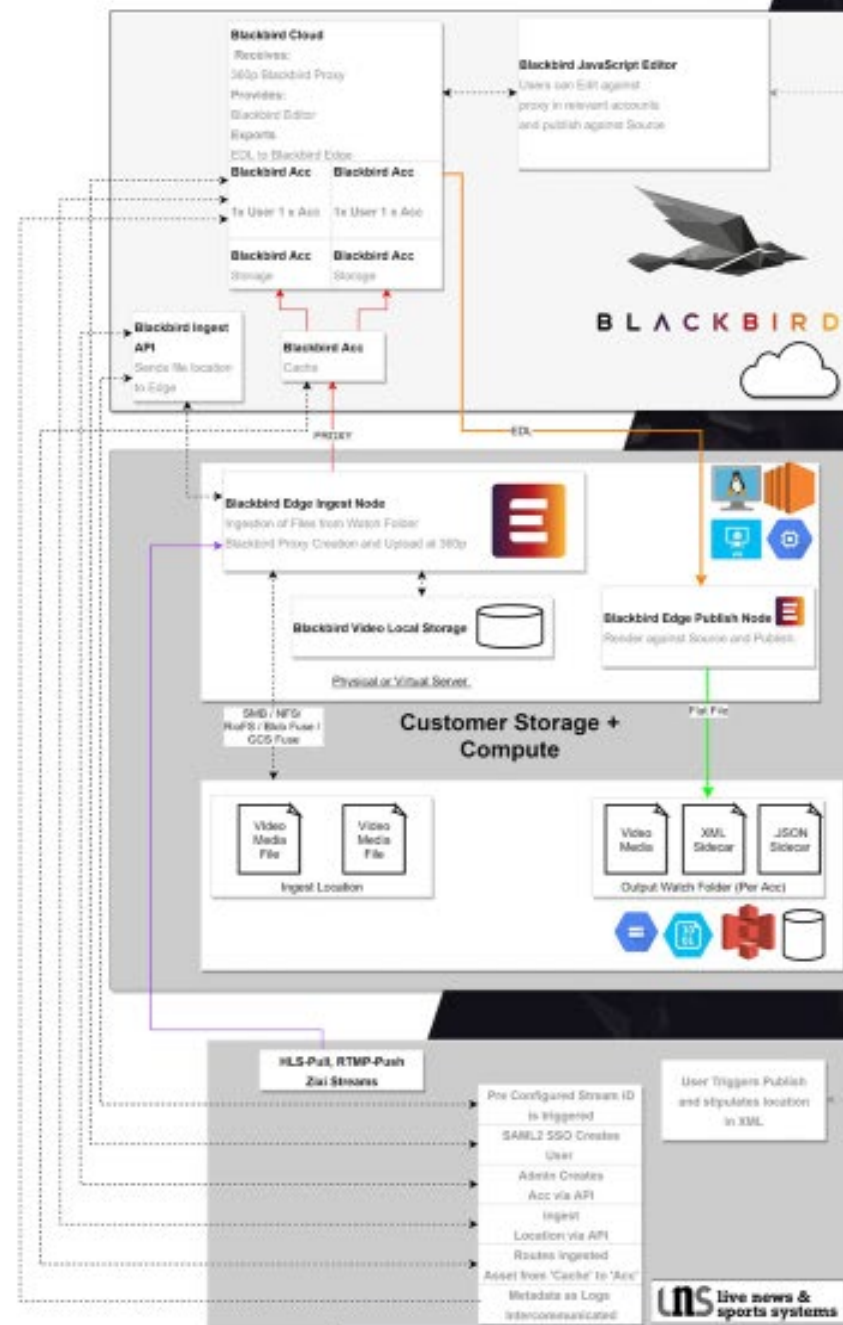 Blackbird Cloud
Receives:
360p Blackbird Proxy
Provides:
Blackbird Editor
Exports
EDL to Blackbird Edge
Blackbird JavaScript Editor
Users can Edit against
proxy in relevant accounts
and publish against Source
Blackbird Acc
Blackbird Acc
1x User 1 x Acc
1x User 1 x Acc
Blackbird Acc
Storage
Blackbird Acc
Storage
BLACKBIRD
Blackbird Ingest
API
Sends file location
to Edge
Blackbird Acc
Cache
PROXY
EDL
Blackbird Edge Ingest Node
Ingestion of Files from Watch Folder
Blackbird Proxy Creation and Upload at 360p
Blackbird Video Local Storage
Blackbird Edge Publish Node
Render against Source and Publish
Physical or Virtual Server.
SMB / NFS/
RioFS / Blob Fuse /
GCS Fuse
Flat File
Customer Storage +
Compute
Video
Media
File
Video
Media
File
Ingest Location
Video
Media
XML
Sidecar
JSON
Sidecar
Output Watch Folder (Per Acc)
HLS-Pull, RTMP-Push
Zixi Streams
Pre Configured Stream ID
is triggered
SAML2 SSO Creates
User
Admin Creates
Acc via API
Ingest
Location via API
Routes Ingested
Asset from 'Cache' to 'Acc'
Metadata as Logs
Intercommunicated
User Triggers Publish
and stipulates location
in XML
LNS live news &
sports systems